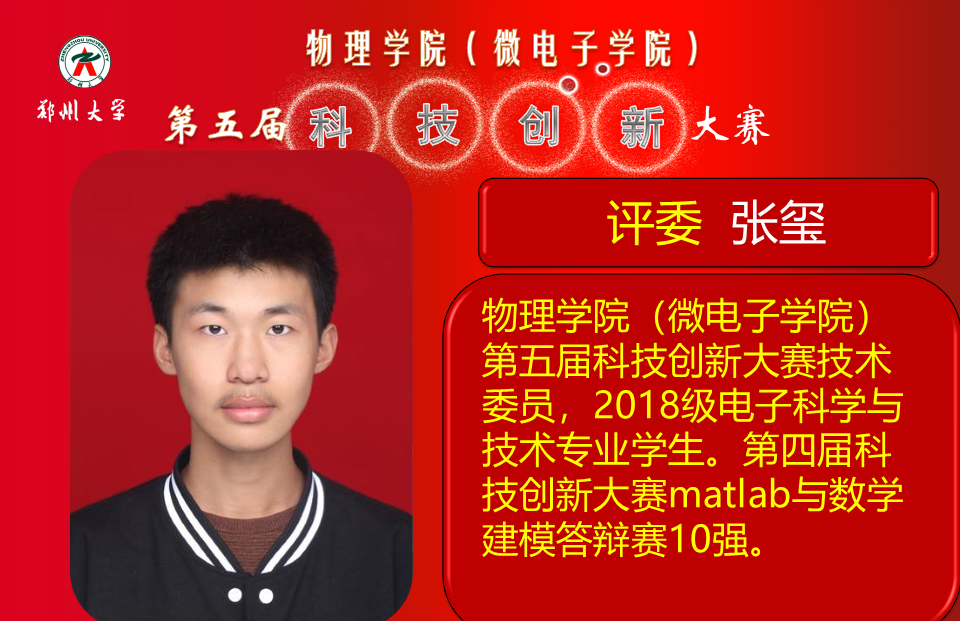 物理学院（微电子学院）
ZHENGZHOU UNIVERSITY
郑州大学
第五届科技创新大赛
评委 张玺
物理学院（微电子学院）
第五届科技创新大赛技术
委员，2018级电子科学与
技术专业学生。第四届科
技创新大赛matlab与数学
建模答辩赛10强。